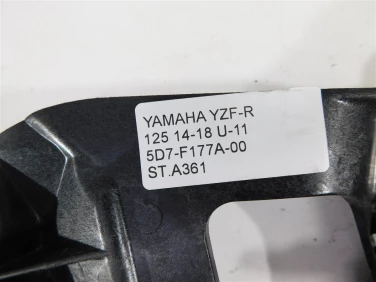 YAMAHA YZF-R
125 14-18 U-11
5D7-F177A-00
ST.A361